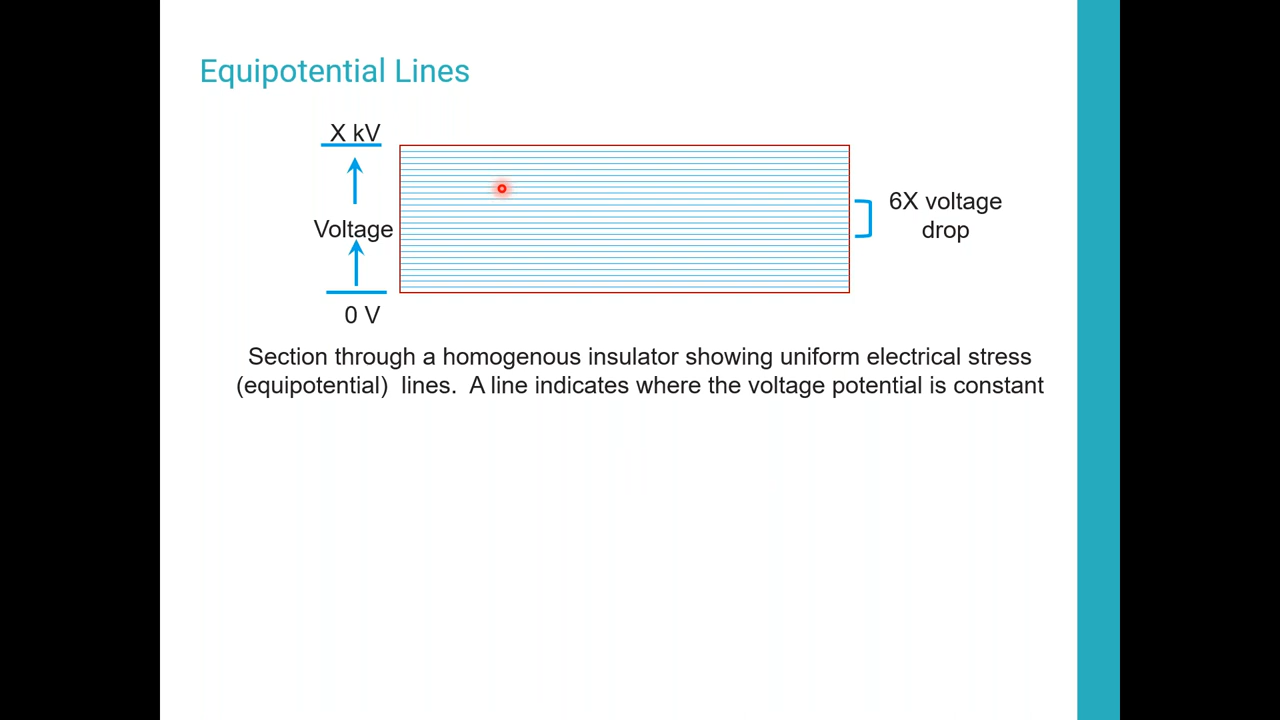 Equipotential Lines
X kV
Voltage
0 V
6X voltage
drop
Section through a homogenous insulator showing uniform electrical stress
(equipotential) lines. A line indicates where the voltage potential is constant